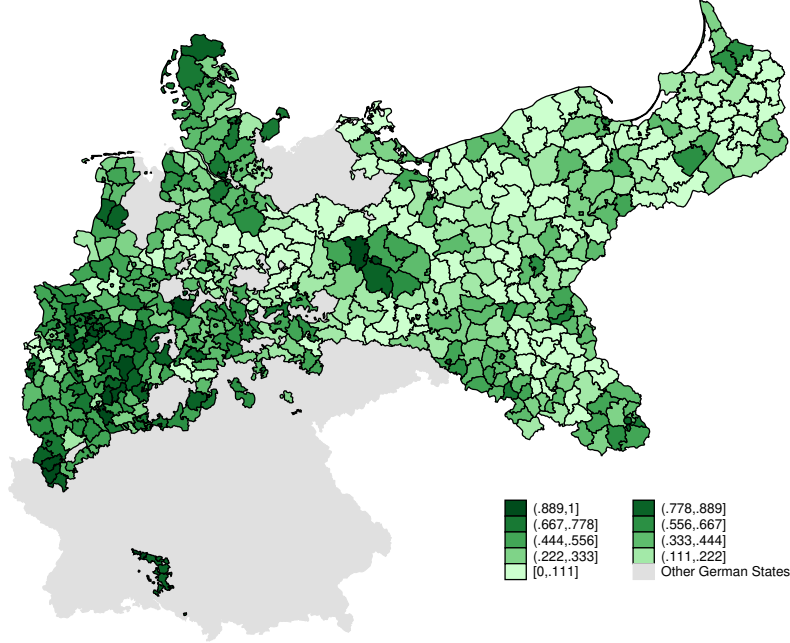 (.889,1] (.778,.889]
(.667,.778] (.556,.667]
(.444,.556] (.333,.444]
(.222,.333] (.111,.222]
[0,.111] Other German States